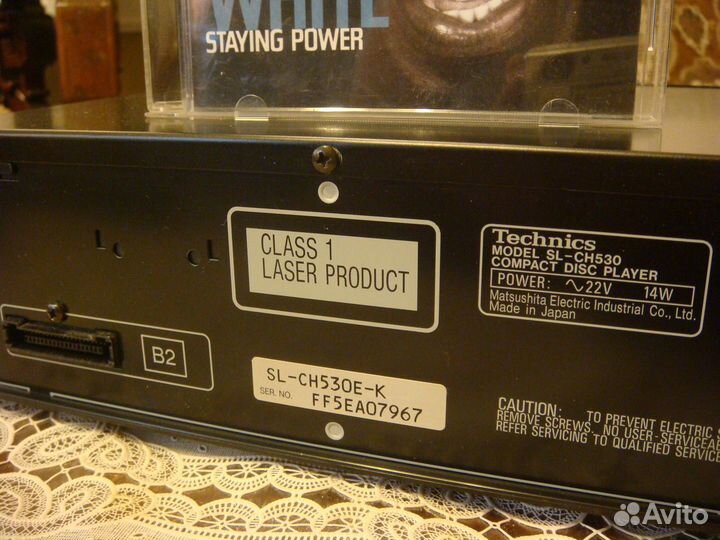 WHITE
STAYING POWER
L
L
CLASS 1
LASER PRODUCT
Technics
MODEL SL-CH530
COMPACT DISC PLAYER
POWER: ∿22V 14W
Matsushita Electric Industrial Co., Ltd.
Made in Japan
B2
SL-CH530E-K
SER. NO. FF5EA07967
CAUTION: TO PREVENT ELECTRIC
REMOVE SCREWS. NO USER-SERVICEA
REFER SERVICING TO QUALIFIED SERVICE
Avito